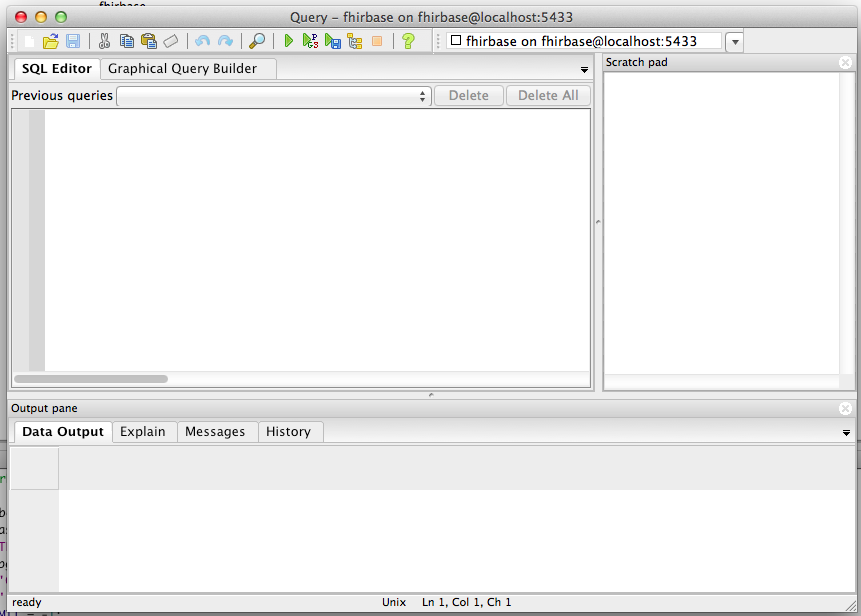 fhirbase
Query - fhirbase on fhirbase@localhost:5433
fhirbase on fhirbase@localhost:5433
SQL Editor Graphical Query Builder
Scratch pad
Previous queries Delete Delete All
Output pane
Data Output Explain Messages History
ready Unix Ln 1, Col 1, Ch 1